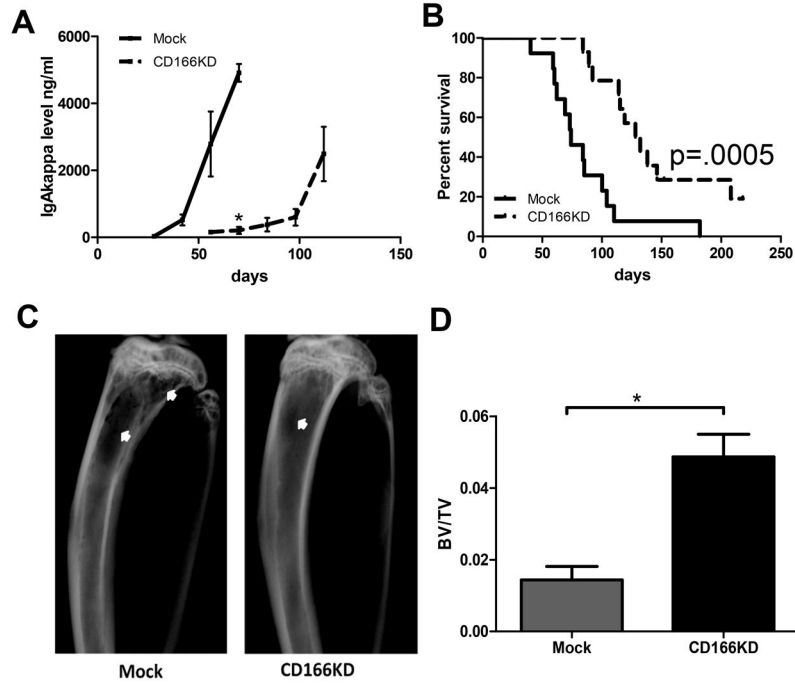 A
IgAkappa level ng/ml
6000
4000
2000
0
0 50 100 150
days
Mock
CD166KD
*
B
Percent survival
100
80
60
40
20
0
0 50 100 150 200 250
days
p=.0005
Mock
CD166KD
C
Mock CD166KD
D
BV/TV
0.06
0.04
0.02
0.00
*
Mock CD166KD